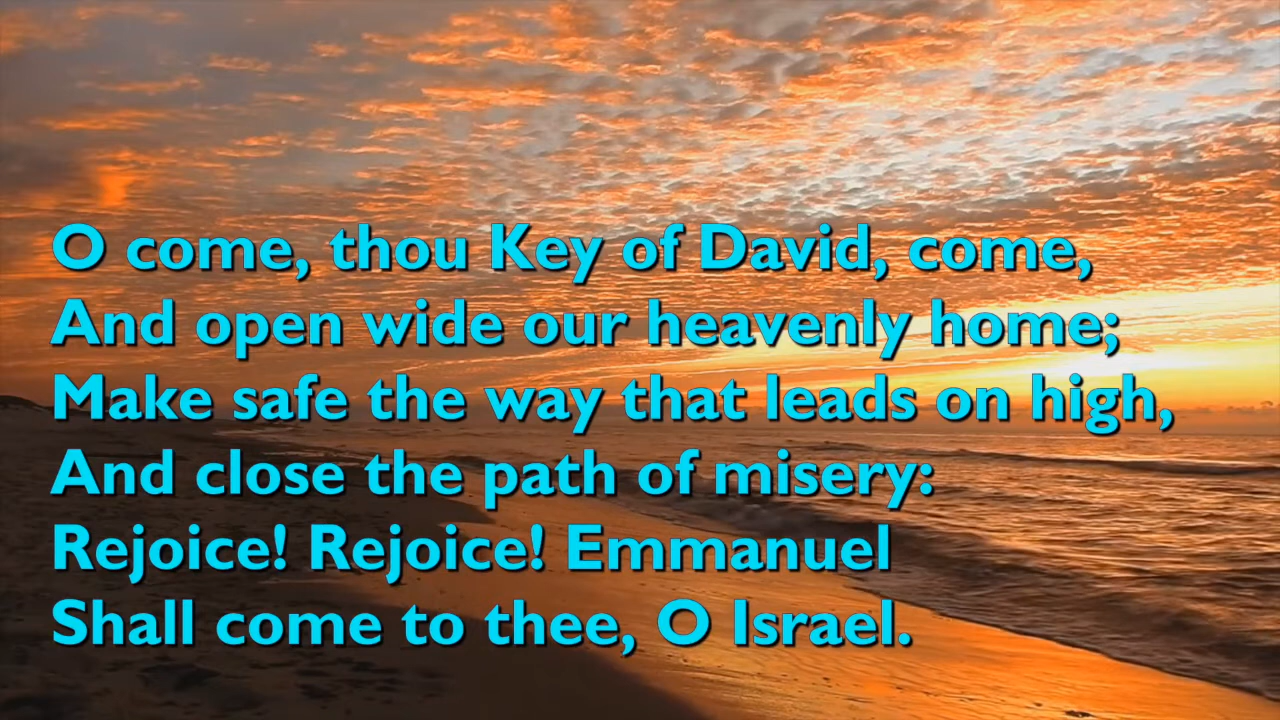 O come, thou Key of David, come,
And open wide our heavenly home;
Make safe the way that leads on high,
And close the path of misery:
Rejoice! Rejoice! Emmanuel
Shall come to thee, O Israel.